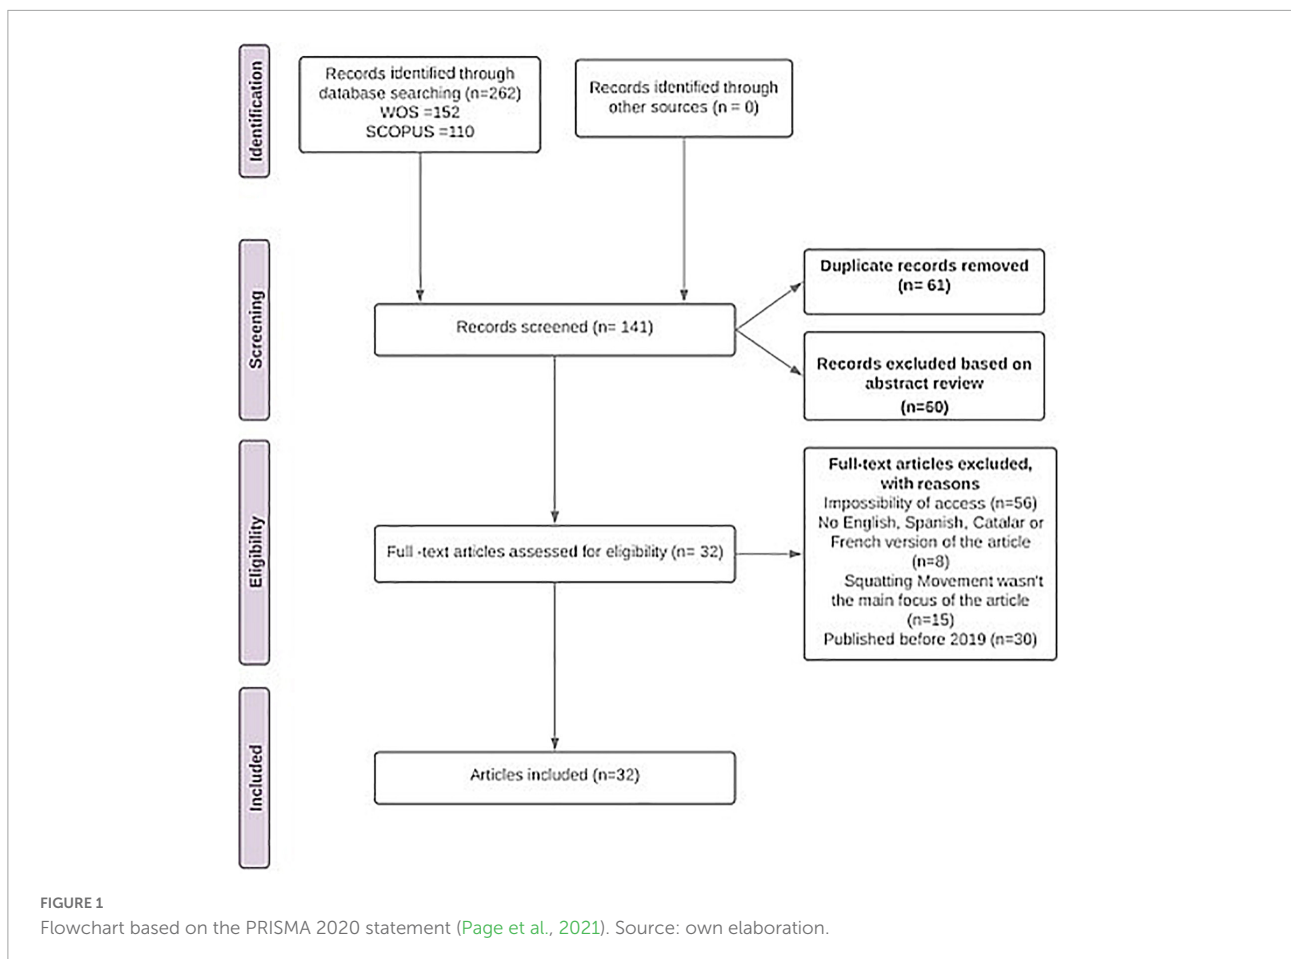 Identification
Records identified through
database searching (n=262)
WOS =152
SCOPUS =110
Records identified through
other sources (n = 0)
Screening
Records screened (n= 141)
Duplicate records removed
(n= 61)
Records excluded based on
abstract review
(n=60)
Eligibility
Full -text articles assessed for eligibility (n= 32)
Full-text articles excluded,
with reasons
Impossibility of access (n=56)
No English, Spanish, Catalar or
French version of the article
(n=8)
Squatting Movement wasn't
the main focus of the article
(n=15)
Published before 2019 (n=30)
Included
Articles included (n=32)
FIGURE 1
Flowchart based on the PRISMA 2020 statement (Page et al., 2021). Source: own elaboration.